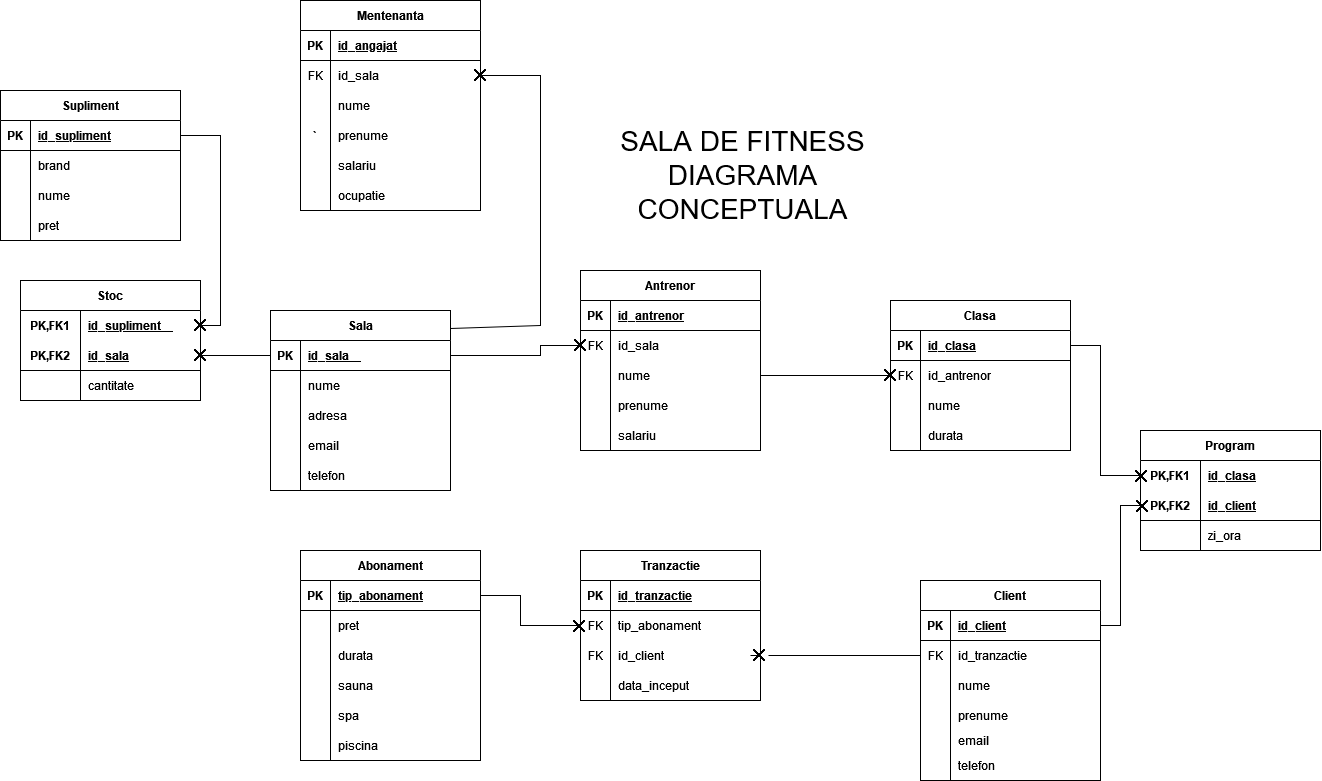 Mentenanta
PK id_angajat
FK id_sala
nume
` prenume
salariu
ocupatie
Supliment
PK id_supliment
brand
nume
pret
SALA DE FITNESS
DIAGRAMA
CONCEPTUALA
Stoc
PK,FK1 id_supliment
PK,FK2 id_sala
cantitate
Sala
PK id_sala
nume
adresa
email
telefon
Antrenor
PK id_antrenor
FK id_sala
nume
prenume
salariu
Clasa
PK id_clasa
FK id_antrenor
nume
durata
Program
PK,FK1 id_clasa
PK,FK2 id_client
zi_ora
Abonament
PK tip_abonament
pret
durata
sauna
spa
piscina
Tranzactie
PK id_tranzactie
FK tip_abonament
FK id_client
data_inceput
Client
PK id_client
FK id_tranzactie
nume
prenume
email
telefon